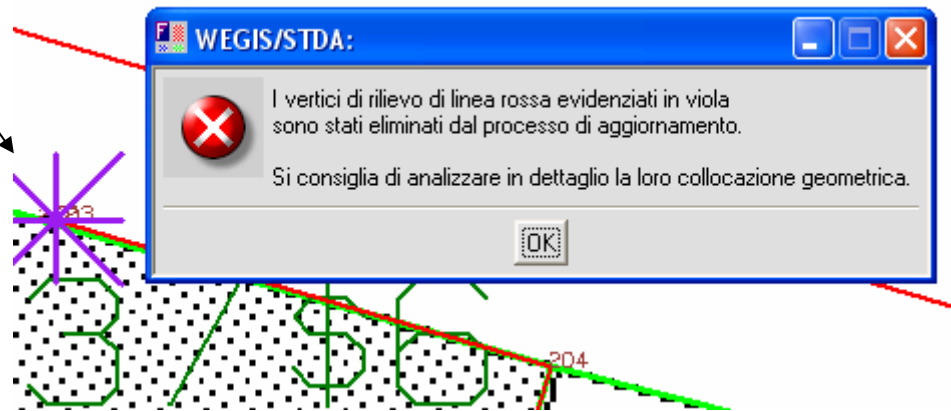 WEGIS/STDA:
I vertici di rilievo di linea rossa evidenziati in viola
sono stati eliminati dal processo di aggiornamento.
Si consiglia di analizzare in dettaglio la loro collocazione geometrica.
OK
204